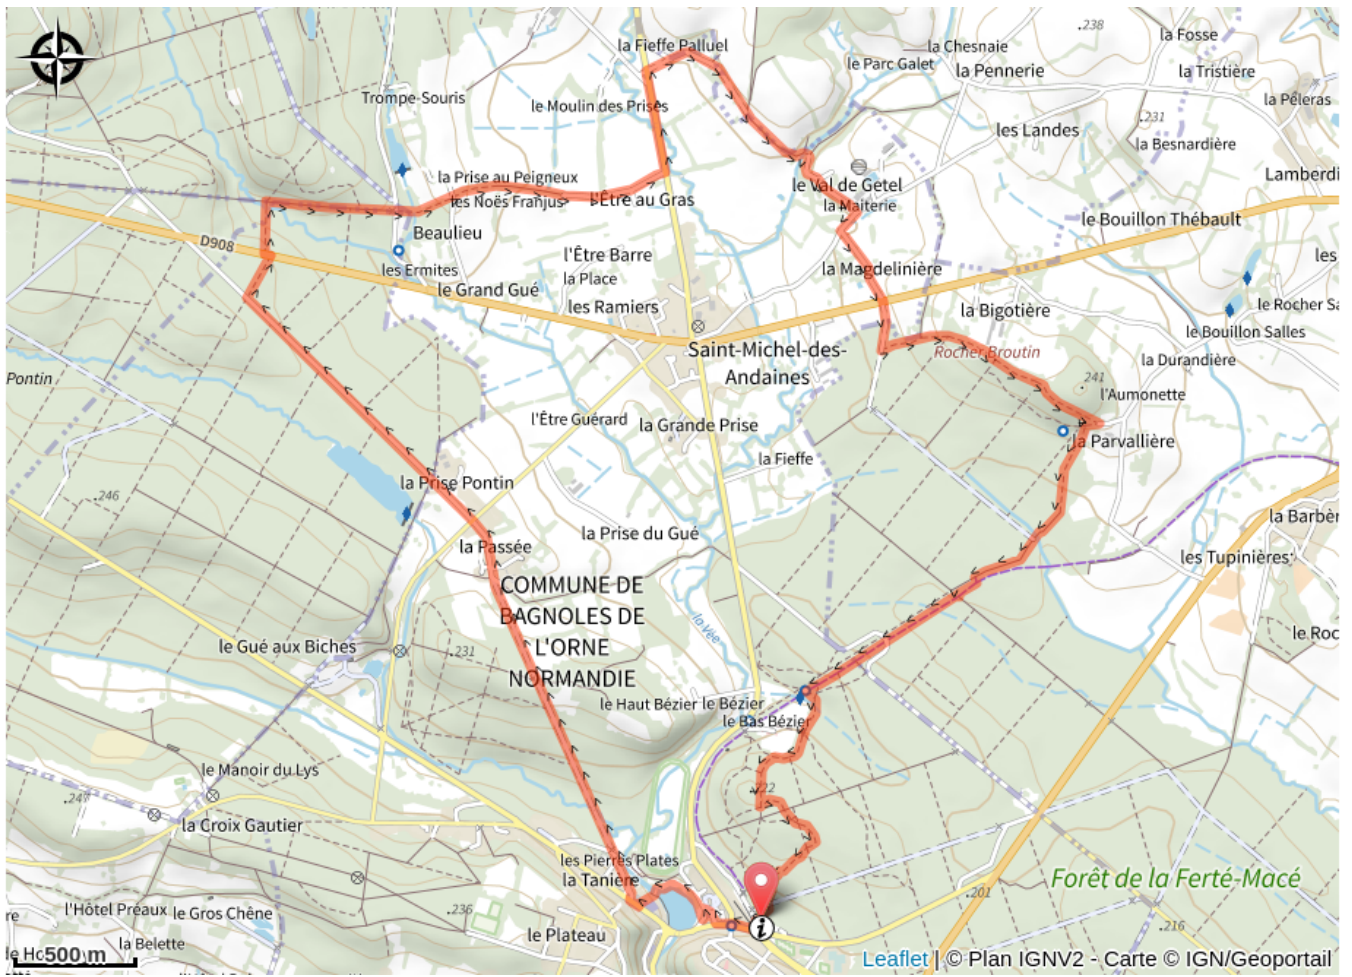 .238
la Fosse
la Fieffe Palluel
la Chesnaie
le Parc Galet
la Pennerie
la Tristière
Trompe-Souris
le Moulin des Prises
la Pêleras
.231
les Landes
la Besnardière
la Prise au Peigneux
le Val de Getel
Lamberdi
les Noës Franjus
l'Être au Gras
la Maiterie
le Bouillon Thébault
Beaulieu
D908
l'Être Barre
les
les Ermites
la Place
la Magdelinière
le Grand Gué
les Ramiers
la Bigotière
le Rocher Sa
le Bouillon Salles
Saint-Michel-des-
Andaines
Rocher Broutin
la Durandière
Pontin
241
l'Aumonette
l'Être Guérard
la Grande Prise
la Parvallière
la Fieffe
la Prise Pontin
.246
la Barbèr
la Prise du Gué
la Passée
les Tupinières
COMMUNE DE
BAGNOLES DE
L'ORNE
NORMANDIE
la Vée
le Roc
le Gué aux Biches
.231
le Haut Bézier
le Bézier
le Bas Bézier
le Manoir du Lys
222
.247
la Croix Gautier
les Pierres Plates
la Tanière
Forêt de la Ferté-Macé
.201
l'Hôtel Préaux
le Gros Chêne
.236
.216
re
la Belette
le Plateau
i
le Ho
500 m
Leaflet | © Plan IGNV2 - Carte © IGN/Geoportail